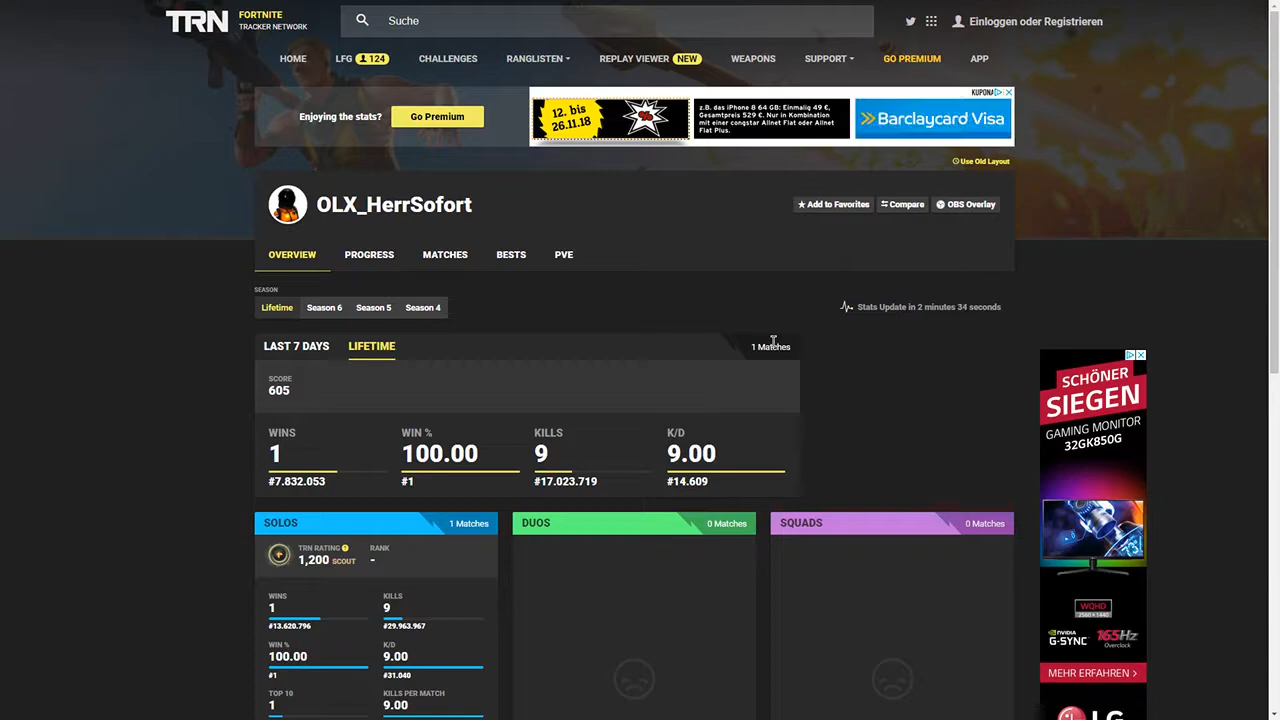 TRN FORTNITE TRACKER NETWORK
Suche
Einloggen oder Registrieren
HOME LFG 124 CHALLENGES RANGLISTEN REPLAY VIEWER NEW WEAPONS SUPPORT GO PREMIUM APP
Enjoying the stats? Go Premium
KUPONA
12. bis 26.11.18
%
z.B. das iPhone 8 64 GB: Einmalig 49 €,
Gesamtpreis 529 €. Nur in Kombination
mit einer congstar Allnet Flat oder Allnet
Flat Plus.
Barclaycard Visa
Use Old Layout
OLX_HerrSofort
Add to Favorites Compare OBS Overlay
OVERVIEW PROGRESS MATCHES BESTS PVE
SEASON
Lifetime Season 6 Season 5 Season 4
Stats Update in 2 minutes 34 seconds
LAST 7 DAYS LIFETIME 1 Matches
SCORE
605
WINS WIN % KILLS K/D
1 100.00 9 9.00
#7.832.053 #1 #17.023.719 #14.609
SOLOS 1 Matches DUOS 0 Matches SQUADS 0 Matches
TRN RATING ? RANK
1,200 SCOUT -
WINS KILLS
1 9
#13.620.796 #29.963.967
WIN % K/D
100.00 9.00
#1 #31.040
TOP 10 KILLS PER MATCH
1 9.00
SCHÖNER
SIEGEN
GAMING MONITOR
32GK850G
WQHD
2560 x 1440
NVIDIA G-SYNC 165Hz Overclock
MEHR ERFAHREN >
LG